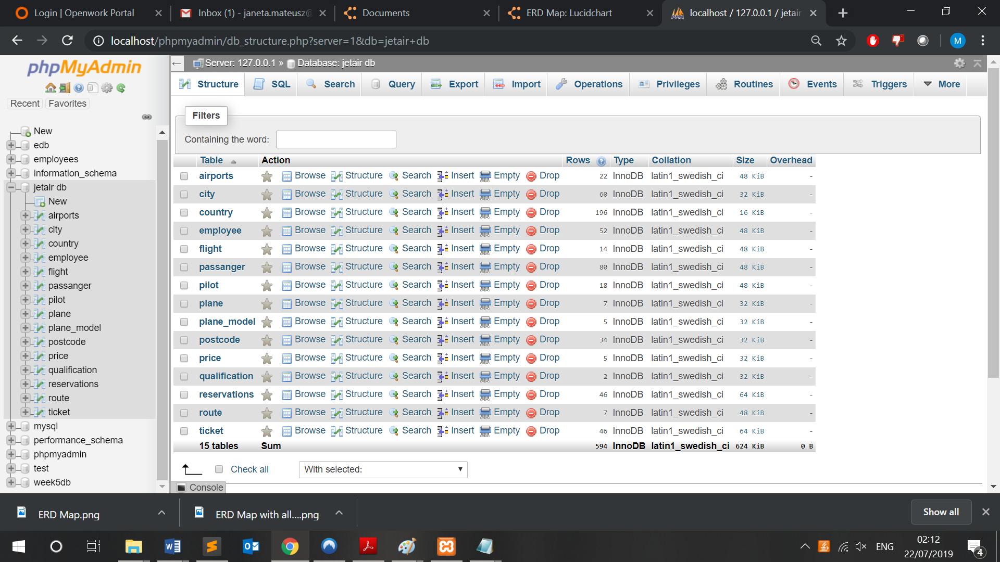 Login | Openwork Portal
Inbox (1) - janeta.mateusz@
Documents
ERD Map: Lucidchart
localhost / 127.0.0.1 / jetair
localhost/phpmyadmin/db_structure.php?server=1&db=jetair+db
M
phpMyAdmin
Recent Favorites
New
edb
employees
information_schema
jetair db
New
airports
city
country
employee
flight
passanger
pilot
plane
plane_model
postcode
price
qualification
reservations
route
ticket
mysql
performance_schema
phpmyadmin
test
week5db
Server: 127.0.0.1 » Database: jetair db
Structure SQL Search Query Export Import Operations Privileges Routines Events Triggers More
Filters
Containing the word:
Table Action Rows Type Collation Size Overhead
airports Browse Structure Search Insert Empty Drop 22 InnoDB latin1_swedish_ci 48 KiB -
city Browse Structure Search Insert Empty Drop 60 InnoDB latin1_swedish_ci 32 KiB -
country Browse Structure Search Insert Empty Drop 196 InnoDB latin1_swedish_ci 16 KiB -
employee Browse Structure Search Insert Empty Drop 52 InnoDB latin1_swedish_ci 48 KiB -
flight Browse Structure Search Insert Empty Drop 14 InnoDB latin1_swedish_ci 48 KiB -
passanger Browse Structure Search Insert Empty Drop 80 InnoDB latin1_swedish_ci 48 KiB -
pilot Browse Structure Search Insert Empty Drop 18 InnoDB latin1_swedish_ci 48 KiB -
plane Browse Structure Search Insert Empty Drop 7 InnoDB latin1_swedish_ci 32 KiB -
plane_model Browse Structure Search Insert Empty Drop 5 InnoDB latin1_swedish_ci 32 KiB -
postcode Browse Structure Search Insert Empty Drop 34 InnoDB latin1_swedish_ci 32 KiB -
price Browse Structure Search Insert Empty Drop 5 InnoDB latin1_swedish_ci 32 KiB -
qualification Browse Structure Search Insert Empty Drop 2 InnoDB latin1_swedish_ci 32 KiB -
reservations Browse Structure Search Insert Empty Drop 46 InnoDB latin1_swedish_ci 64 KiB -
route Browse Structure Search Insert Empty Drop 7 InnoDB latin1_swedish_ci 48 KiB -
ticket Browse Structure Search Insert Empty Drop 46 InnoDB latin1_swedish_ci 64 KiB -
15 tables Sum 594 InnoDB latin1_swedish_ci 624 KiB 0 B
Check all With selected:
Console
ERD Map.png
ERD Map with all....png
Show all
ENG
02:12
22/07/2019
4